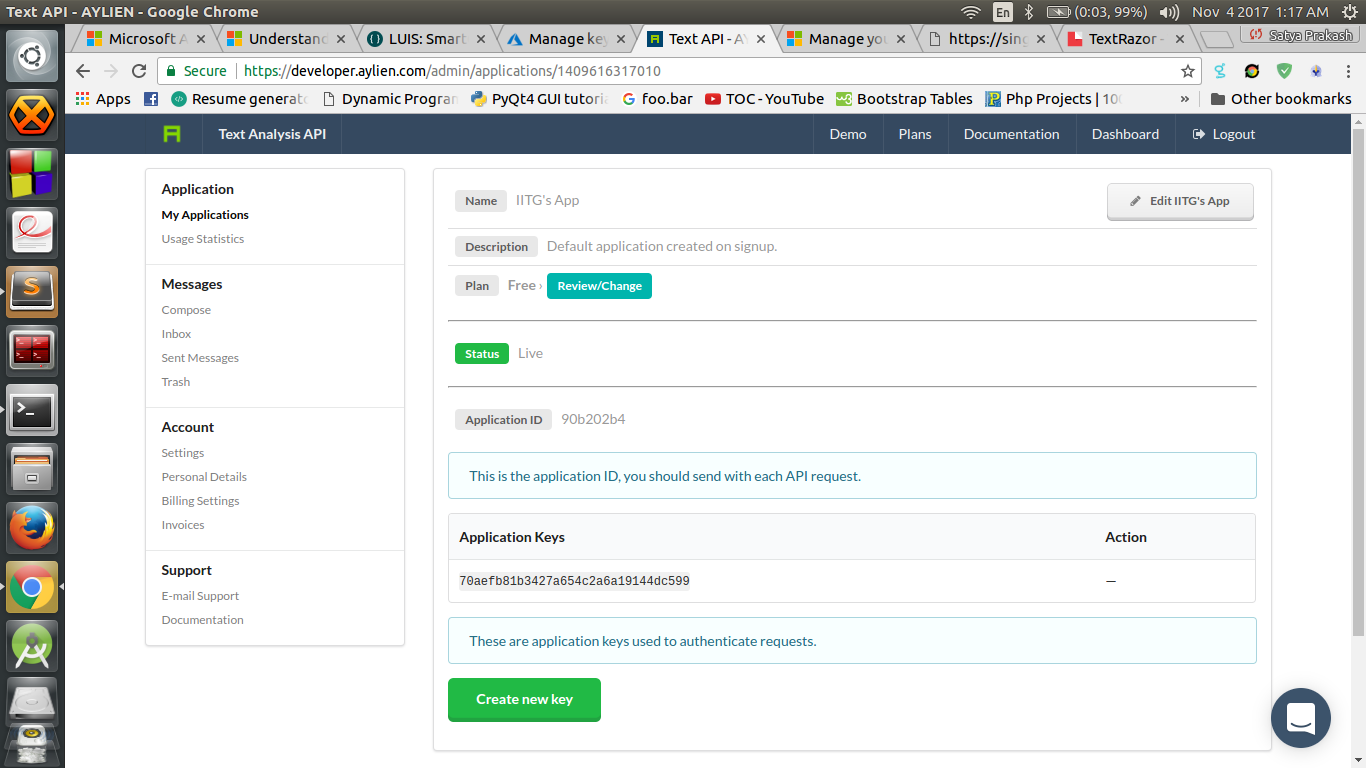 Text API - AYLIEN - Google Chrome
En
(0:03, 99%)
Nov 4 2017 1:17 AM
Microsoft A
Understand
LUIS: Smart
Manage key
Text API - AY
Manage you
https://sing
TextRazor -
Satya Prakash
Secure
https://developer.aylien.com/admin/applications/1409616317010
Apps
Resume generato
Dynamic Program
PyQt4 GUI tutoria
foo.bar
TOC - YouTube
Bootstrap Tables
Php Projects | 100
»
Other bookmarks
Text Analysis API
Demo
Plans
Documentation
Dashboard
Logout
Application
My Applications
Usage Statistics
Messages
Compose
Inbox
Sent Messages
Trash
Account
Settings
Personal Details
Billing Settings
Invoices
Support
E-mail Support
Documentation
Name IITG's App
Edit IITG's App
Description Default application created on signup.
Plan Free › Review/Change
Status Live
Application ID 90b202b4
This is the application ID, you should send with each API request.
Application Keys Action
70aefb81b3427a654c2a6a19144dc599 —
These are application keys used to authenticate requests.
Create new key